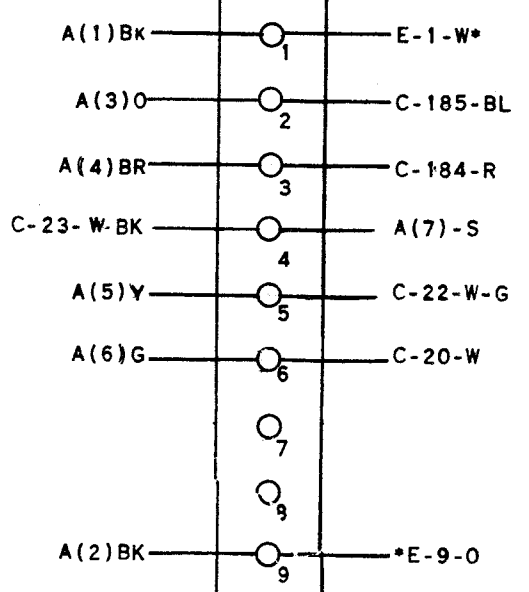 A(1)BK 1 E-1-W*
A(3)O 2 C-185-BL
A(4)BR 3 C-184-R
C-23-W-BK 4 A(7)-S
A(5)Y 5 C-22-W-G
A(6)G 6 C-20-W
7
8
A(2)BK 9 *E-9-O